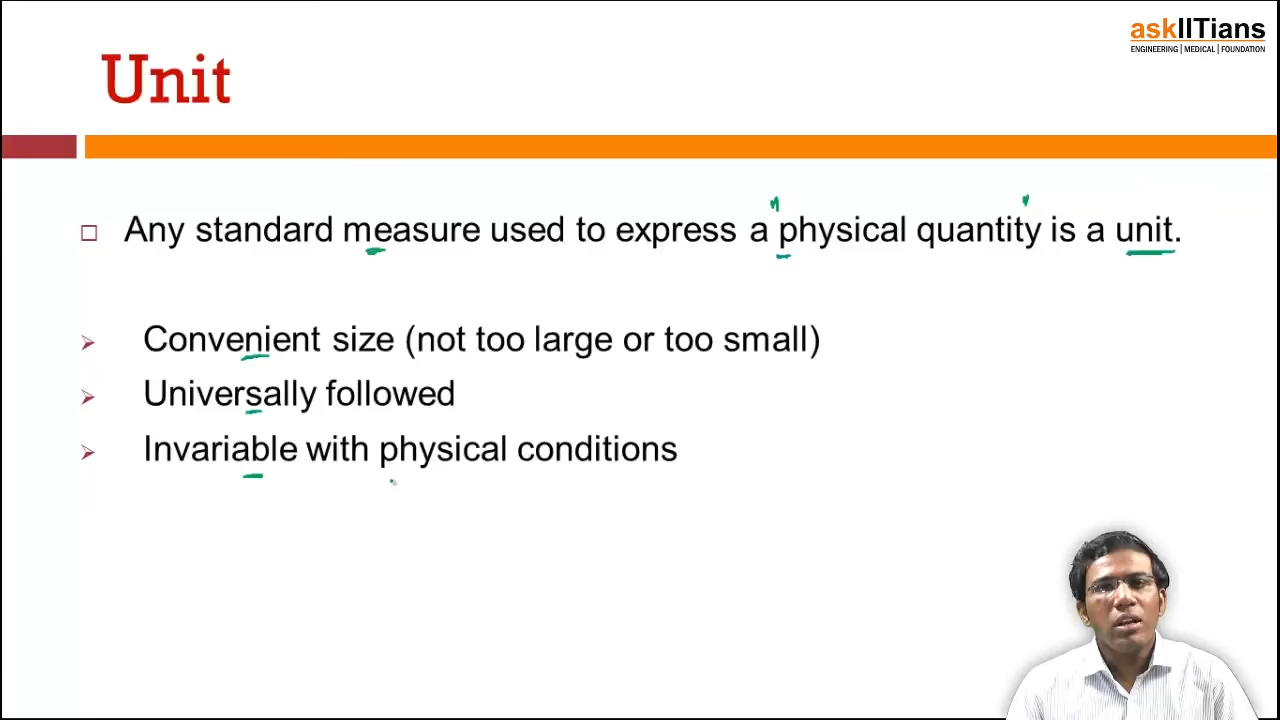 askIITians
ENGINEERING | MEDICAL | FOUNDATION
Unit
Any standard measure used to express a physical quantity is a unit.
Convenient size (not too large or too small)
Universally followed
Invariable with physical conditions